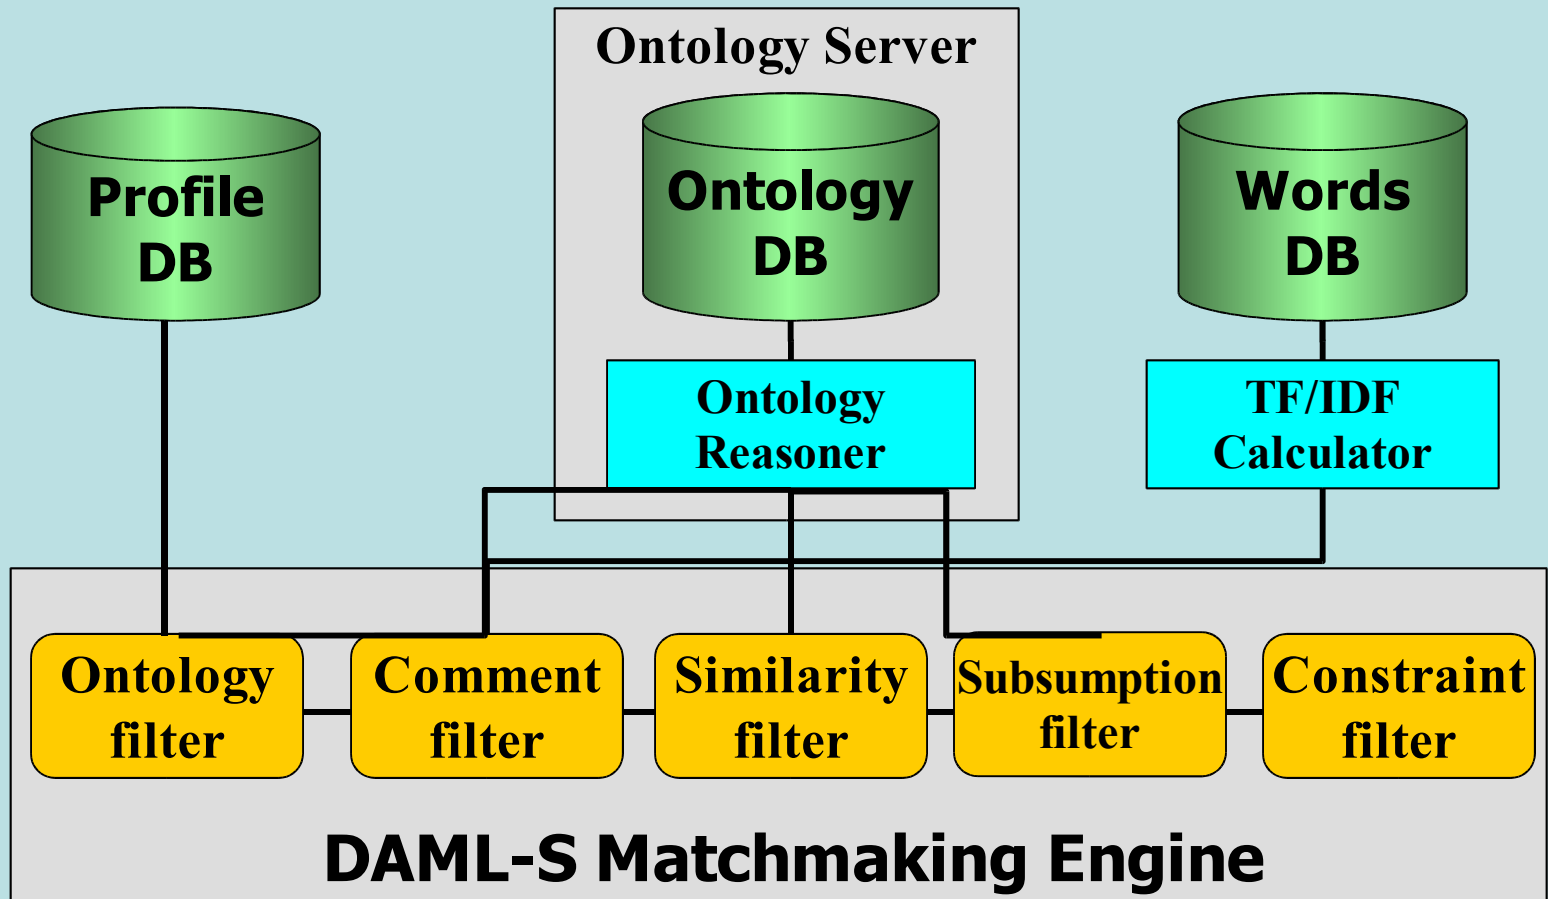 Ontology Server
Profile
DB
Ontology
DB
Words
DB
Ontology
Reasoner
TF/IDF
Calculator
Ontology
filter
Comment
filter
Similarity
filter
Subsumption
filter
Constraint
filter
DAML-S Matchmaking Engine